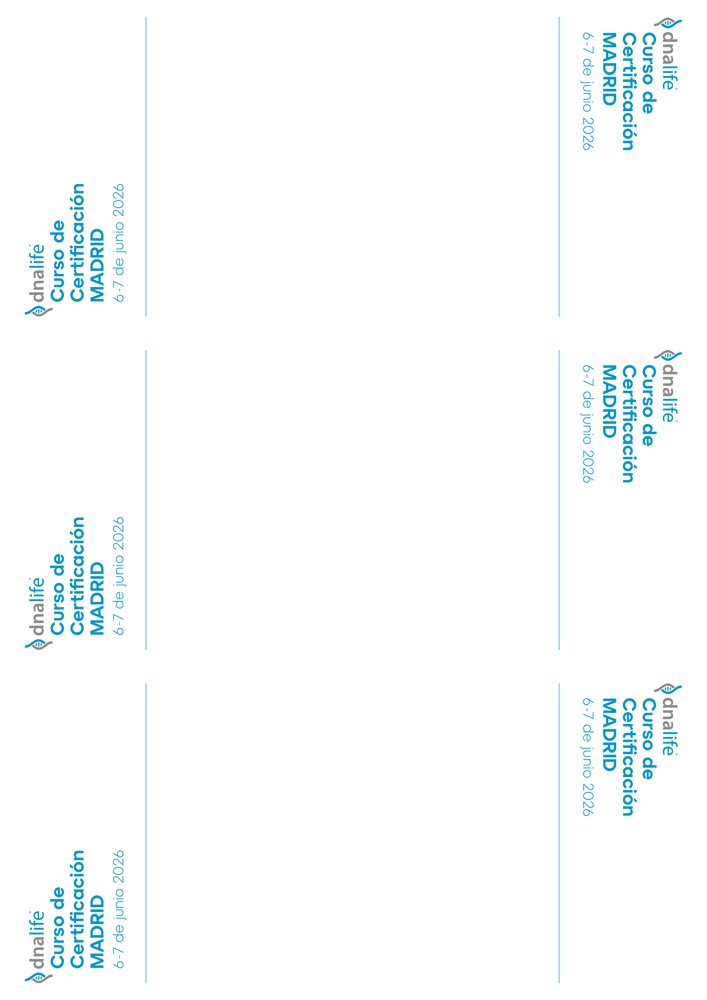 dnalife
Curso de
Certificación
MADRID
6-7 de junio 2026
dnalife
Curso de
Certificación
MADRID
6-7 de junio 2026
dnalife
Curso de
Certificación
MADRID
6-7 de junio 2026
dnalife
Curso de
Certificación
MADRID
6-7 de junio 2026
dnalife
Curso de
Certificación
MADRID
6-7 de junio 2026
dnalife
Curso de
Certificación
MADRID
6-7 de junio 2026